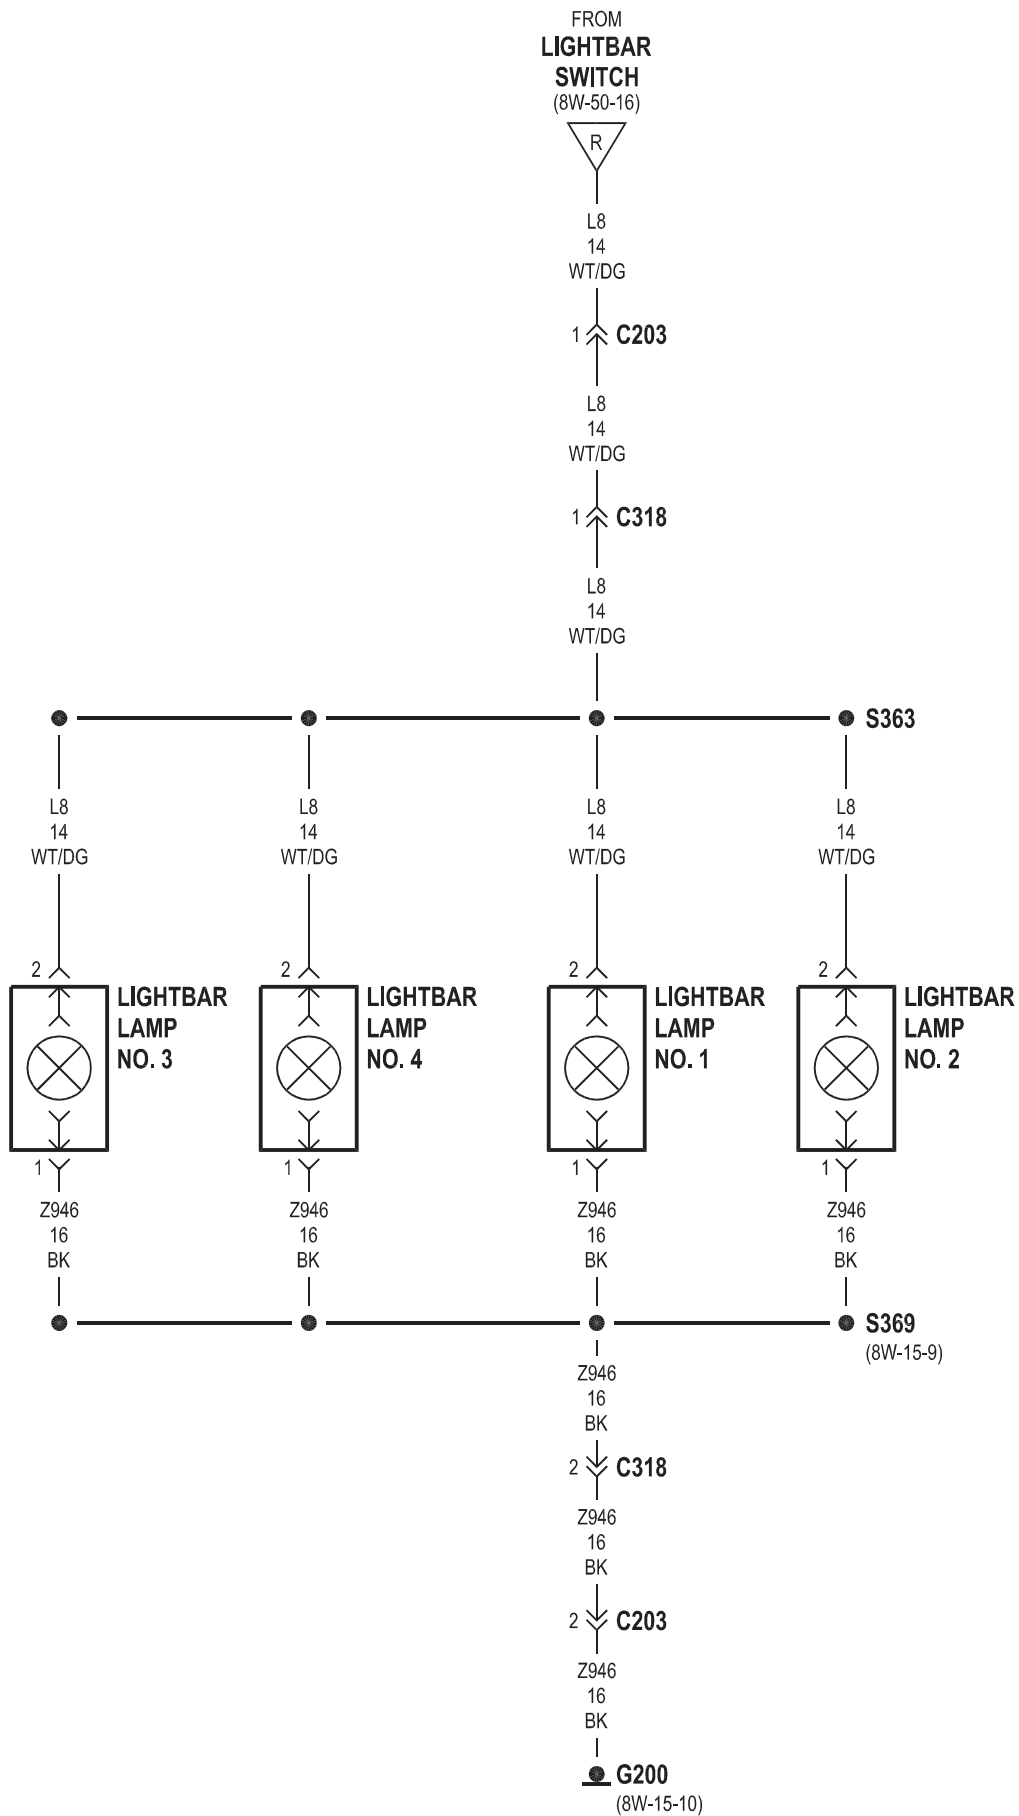 FROM
LIGHTBAR
SWITCH
(8W-50-16)
R
L8
14
WT/DG
1 C203
L8
14
WT/DG
1 C318
L8
14
WT/DG
S363
L8 L8 L8 L8
14 14 14 14
WT/DG WT/DG WT/DG WT/DG
2 2 2 2
LIGHTBAR LIGHTBAR LIGHTBAR LIGHTBAR
LAMP LAMP LAMP LAMP
NO. 3 NO. 4 NO. 1 NO. 2
1 1 1 1
Z946 Z946 Z946 Z946
16 16 16 16
BK BK BK BK
S369
(8W-15-9)
Z946
16
BK
2 C318
Z946
16
BK
2 C203
Z946
16
BK
G200
(8W-15-10)